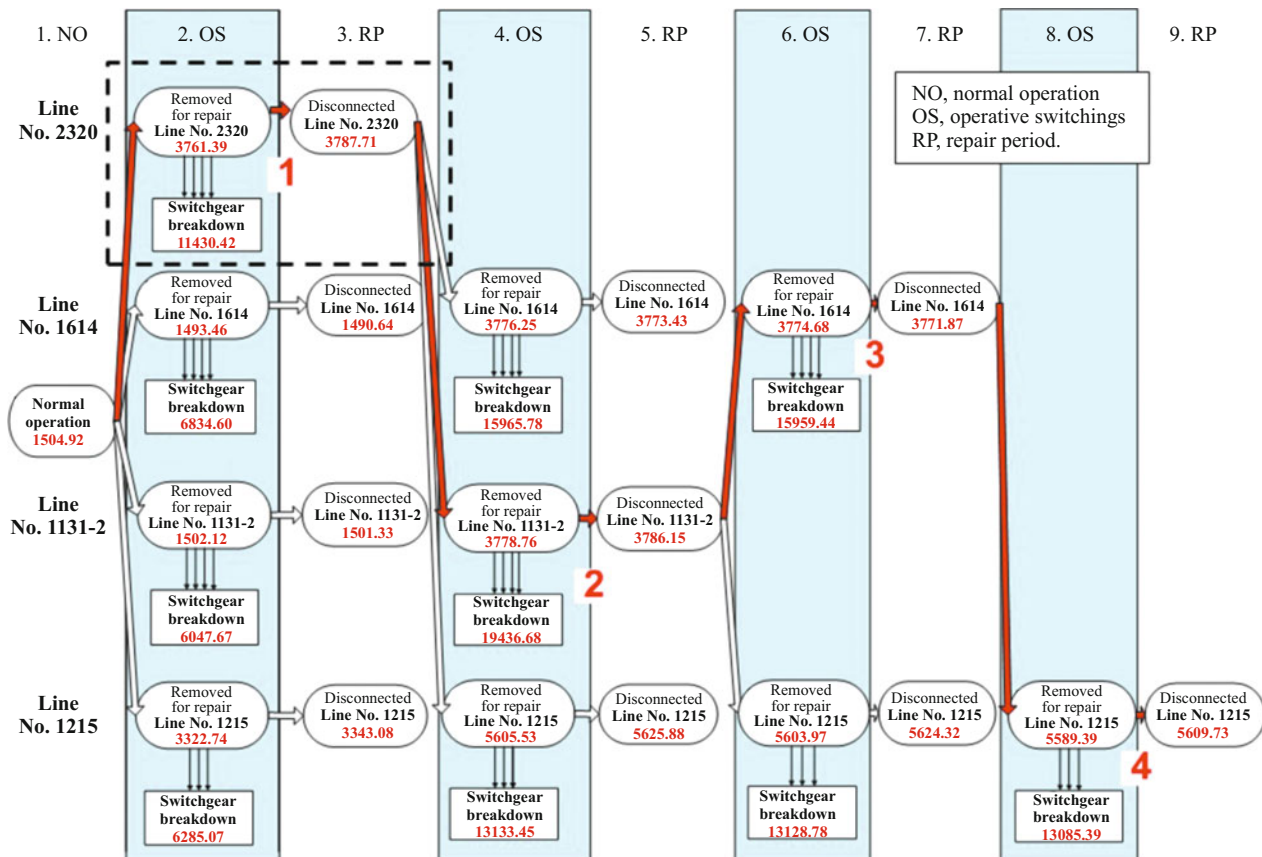 1. NO
2. OS
3. RP
4. OS
5. RP
6. OS
7. RP
8. OS
9. RP
NO, normal operation
OS, operative switchings
RP, repair period.
Line
No. 2320
Removed
for repair
Line No. 2320
3761.39
1
Disconnected
Line No. 2320
3787.71
Switchgear
breakdown
11430.42
Line
No. 1614
Removed
for repair
Line No. 1614
1493.46
Disconnected
Line No. 1614
1490.64
Removed
for repair
Line No. 1614
3776.25
Disconnected
Line No. 1614
3773.43
Removed
for repair
Line No. 1614
3774.68
3
Disconnected
Line No. 1614
3771.87
Switchgear
breakdown
6834.60
Switchgear
breakdown
15965.78
Switchgear
breakdown
15959.44
Normal
operation
1504.92
Line
No. 1131-2
Removed
for repair
Line No. 1131-2
1502.12
Disconnected
Line No. 1131-2
1501.33
Removed
for repair
Line No. 1131-2
3778.76
2
Disconnected
Line No. 1131-2
3786.15
Switchgear
breakdown
6047.67
Switchgear
breakdown
19436.68
Line
No. 1215
Removed
for repair
Line No. 1215
3322.74
Disconnected
Line No. 1215
3343.08
Removed
for repair
Line No. 1215
5605.53
Disconnected
Line No. 1215
5625.88
Removed
for repair
Line No. 1215
5603.97
Disconnected
Line No. 1215
5624.32
Removed
for repair
Line No. 1215
5589.39
4
Disconnected
Line No. 1215
5609.73
Switchgear
breakdown
6285.07
Switchgear
breakdown
13133.45
Switchgear
breakdown
13128.78
Switchgear
breakdown
13085.39